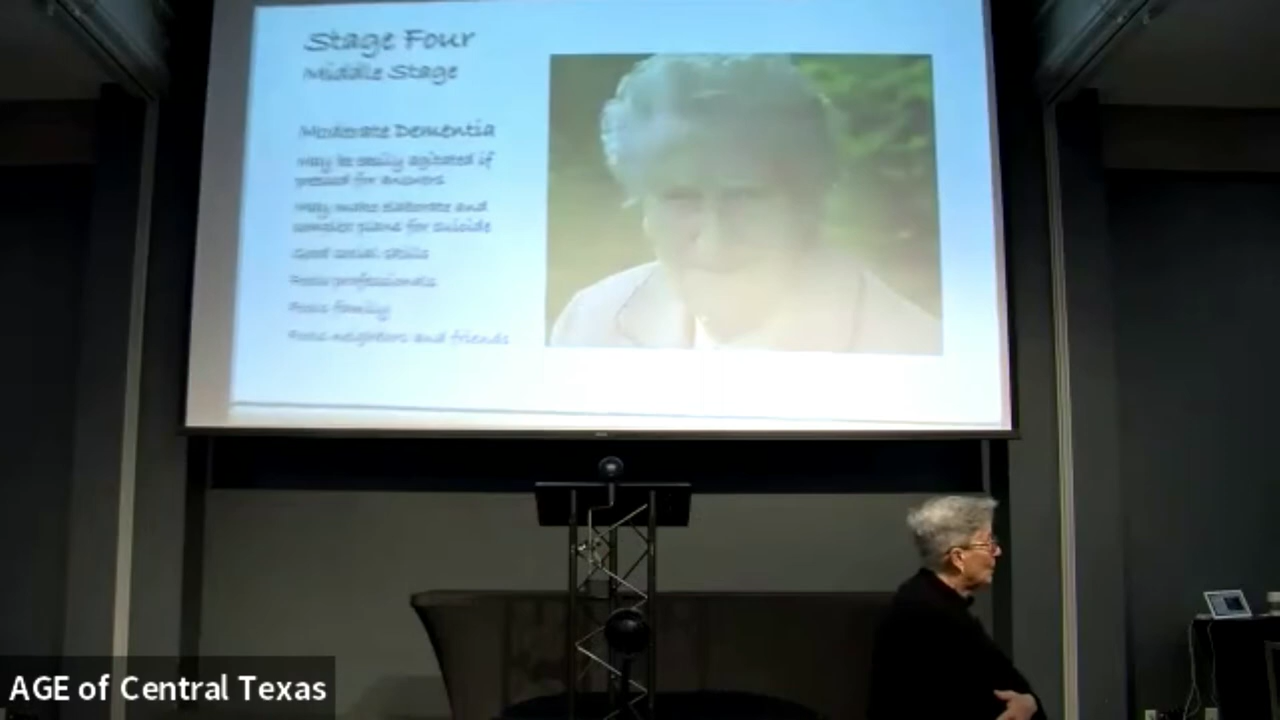 Stage Four
Middle Stage
Moderate Dementia
May be easily agitated if
pressed for answers
May make elaborate and
complex plans for suicide
Good social skills
Fools professionals
Fools family
Fools neighbors and friends
AGE of Central Texas